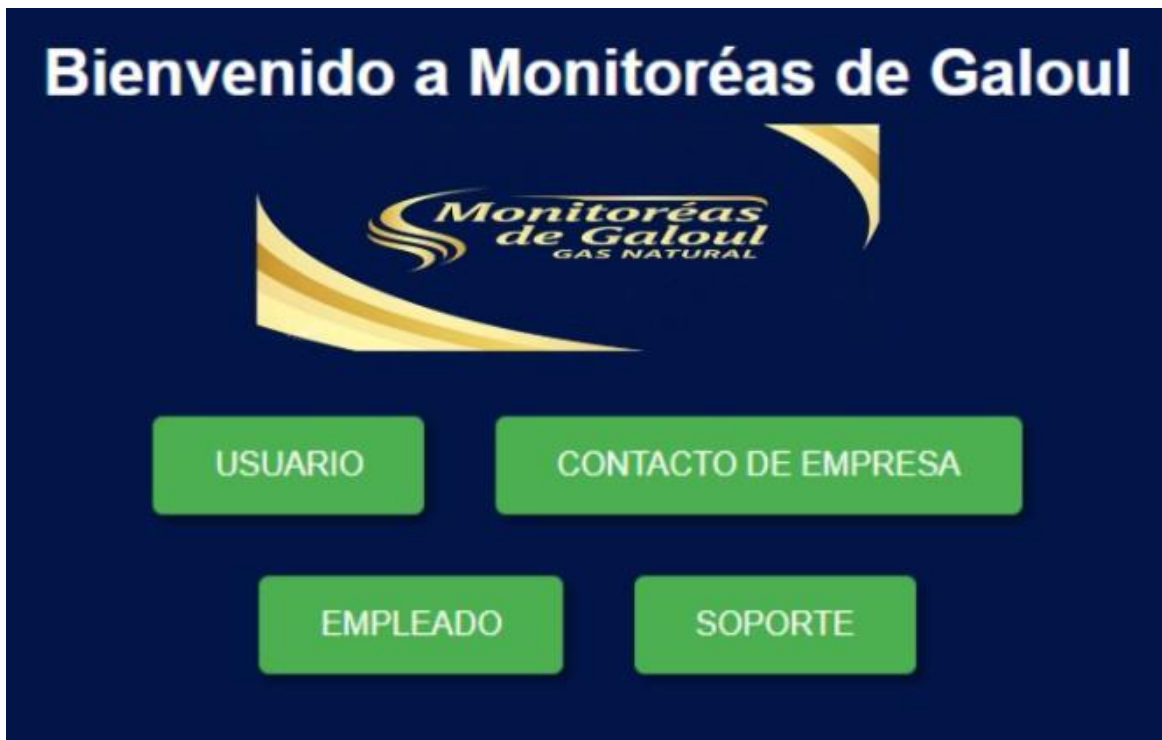 Bienvenido a Monitoréas de Galoul
Monitoréas
de Galoul
GAS NATURAL
USUARIO
CONTACTO DE EMPRESA
EMPLEADO
SOPORTE